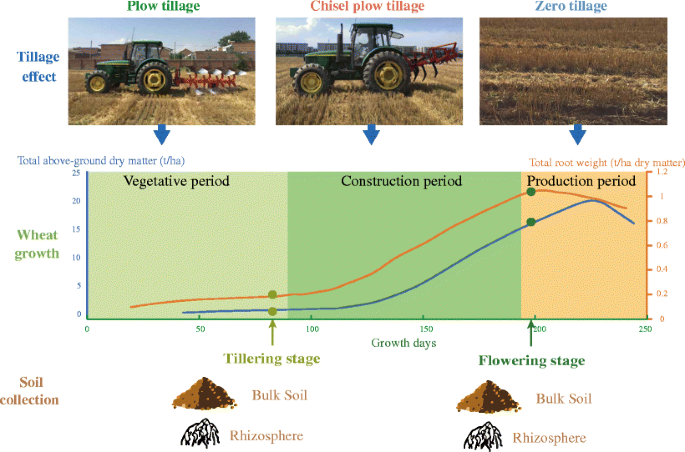 Plow tillage
Chisel plow tillage
Zero tillage
Tillage
effect
Total above-ground dry matter (t/ha)
Total root weight (t/ha dry matter)
25
20
15
10
5
0
Vegetative period
Construction period
Production period
1.2
1
0.8
0.6
0.4
0.2
0
Wheat
growth
0
50
100
150
200
250
Growth days
Tillering stage
Flowering stage
Soil
collection
Bulk Soil
Bulk Soil
Rhizosphere
Rhizosphere